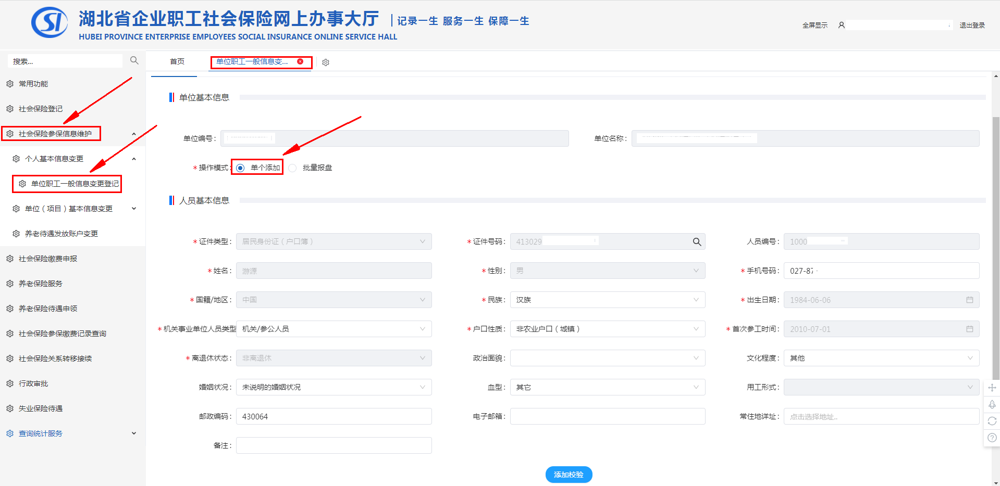 湖北省企业职工社会保险网上办事大厅 记录一生 服务一生 保障一生
HUBEI PROVINCE ENTERPRISE EMPLOYEES SOCIAL INSURANCE ONLINE SERVICE HALL
全屏显示 退出登录
搜索...
常用功能
社会保险登记
社会保险参保信息维护
个人基本信息变更
单位职工一般信息变更登记
单位（项目）基本信息变更
养老待遇发放账户变更
社会保险缴费申报
养老保险服务
养老保险待遇申领
社会保险参保缴费记录查询
社会保险关系转移接续
行政审批
失业保险待遇
查询统计服务
首页 单位职工一般信息变...
单位基本信息
单位编号： 单位名称：
*操作模式： 单个添加 批量报盘
人员基本信息
*证件类型： 居民身份证（户口簿） *证件号码： 413029 人员编号： 1000
*姓名： 游源 *性别： 男 *手机号码： 027-87
*国籍/地区： 中国 *民族： 汉族 *出生日期： 1984-06-06
*机关事业单位人员类型 机关/参公人员 *户口性质： 非农业户口（城镇） *首次参工时间： 2010-07-01
*离退休状态： 非离退休 政治面貌： 文化程度： 其他
婚姻状况： 未说明的婚姻状况 血型： 其它 用工形式：
邮政编码： 430064 电子邮箱： 常住地详址： 点击选择地址..
备注：
添加校验